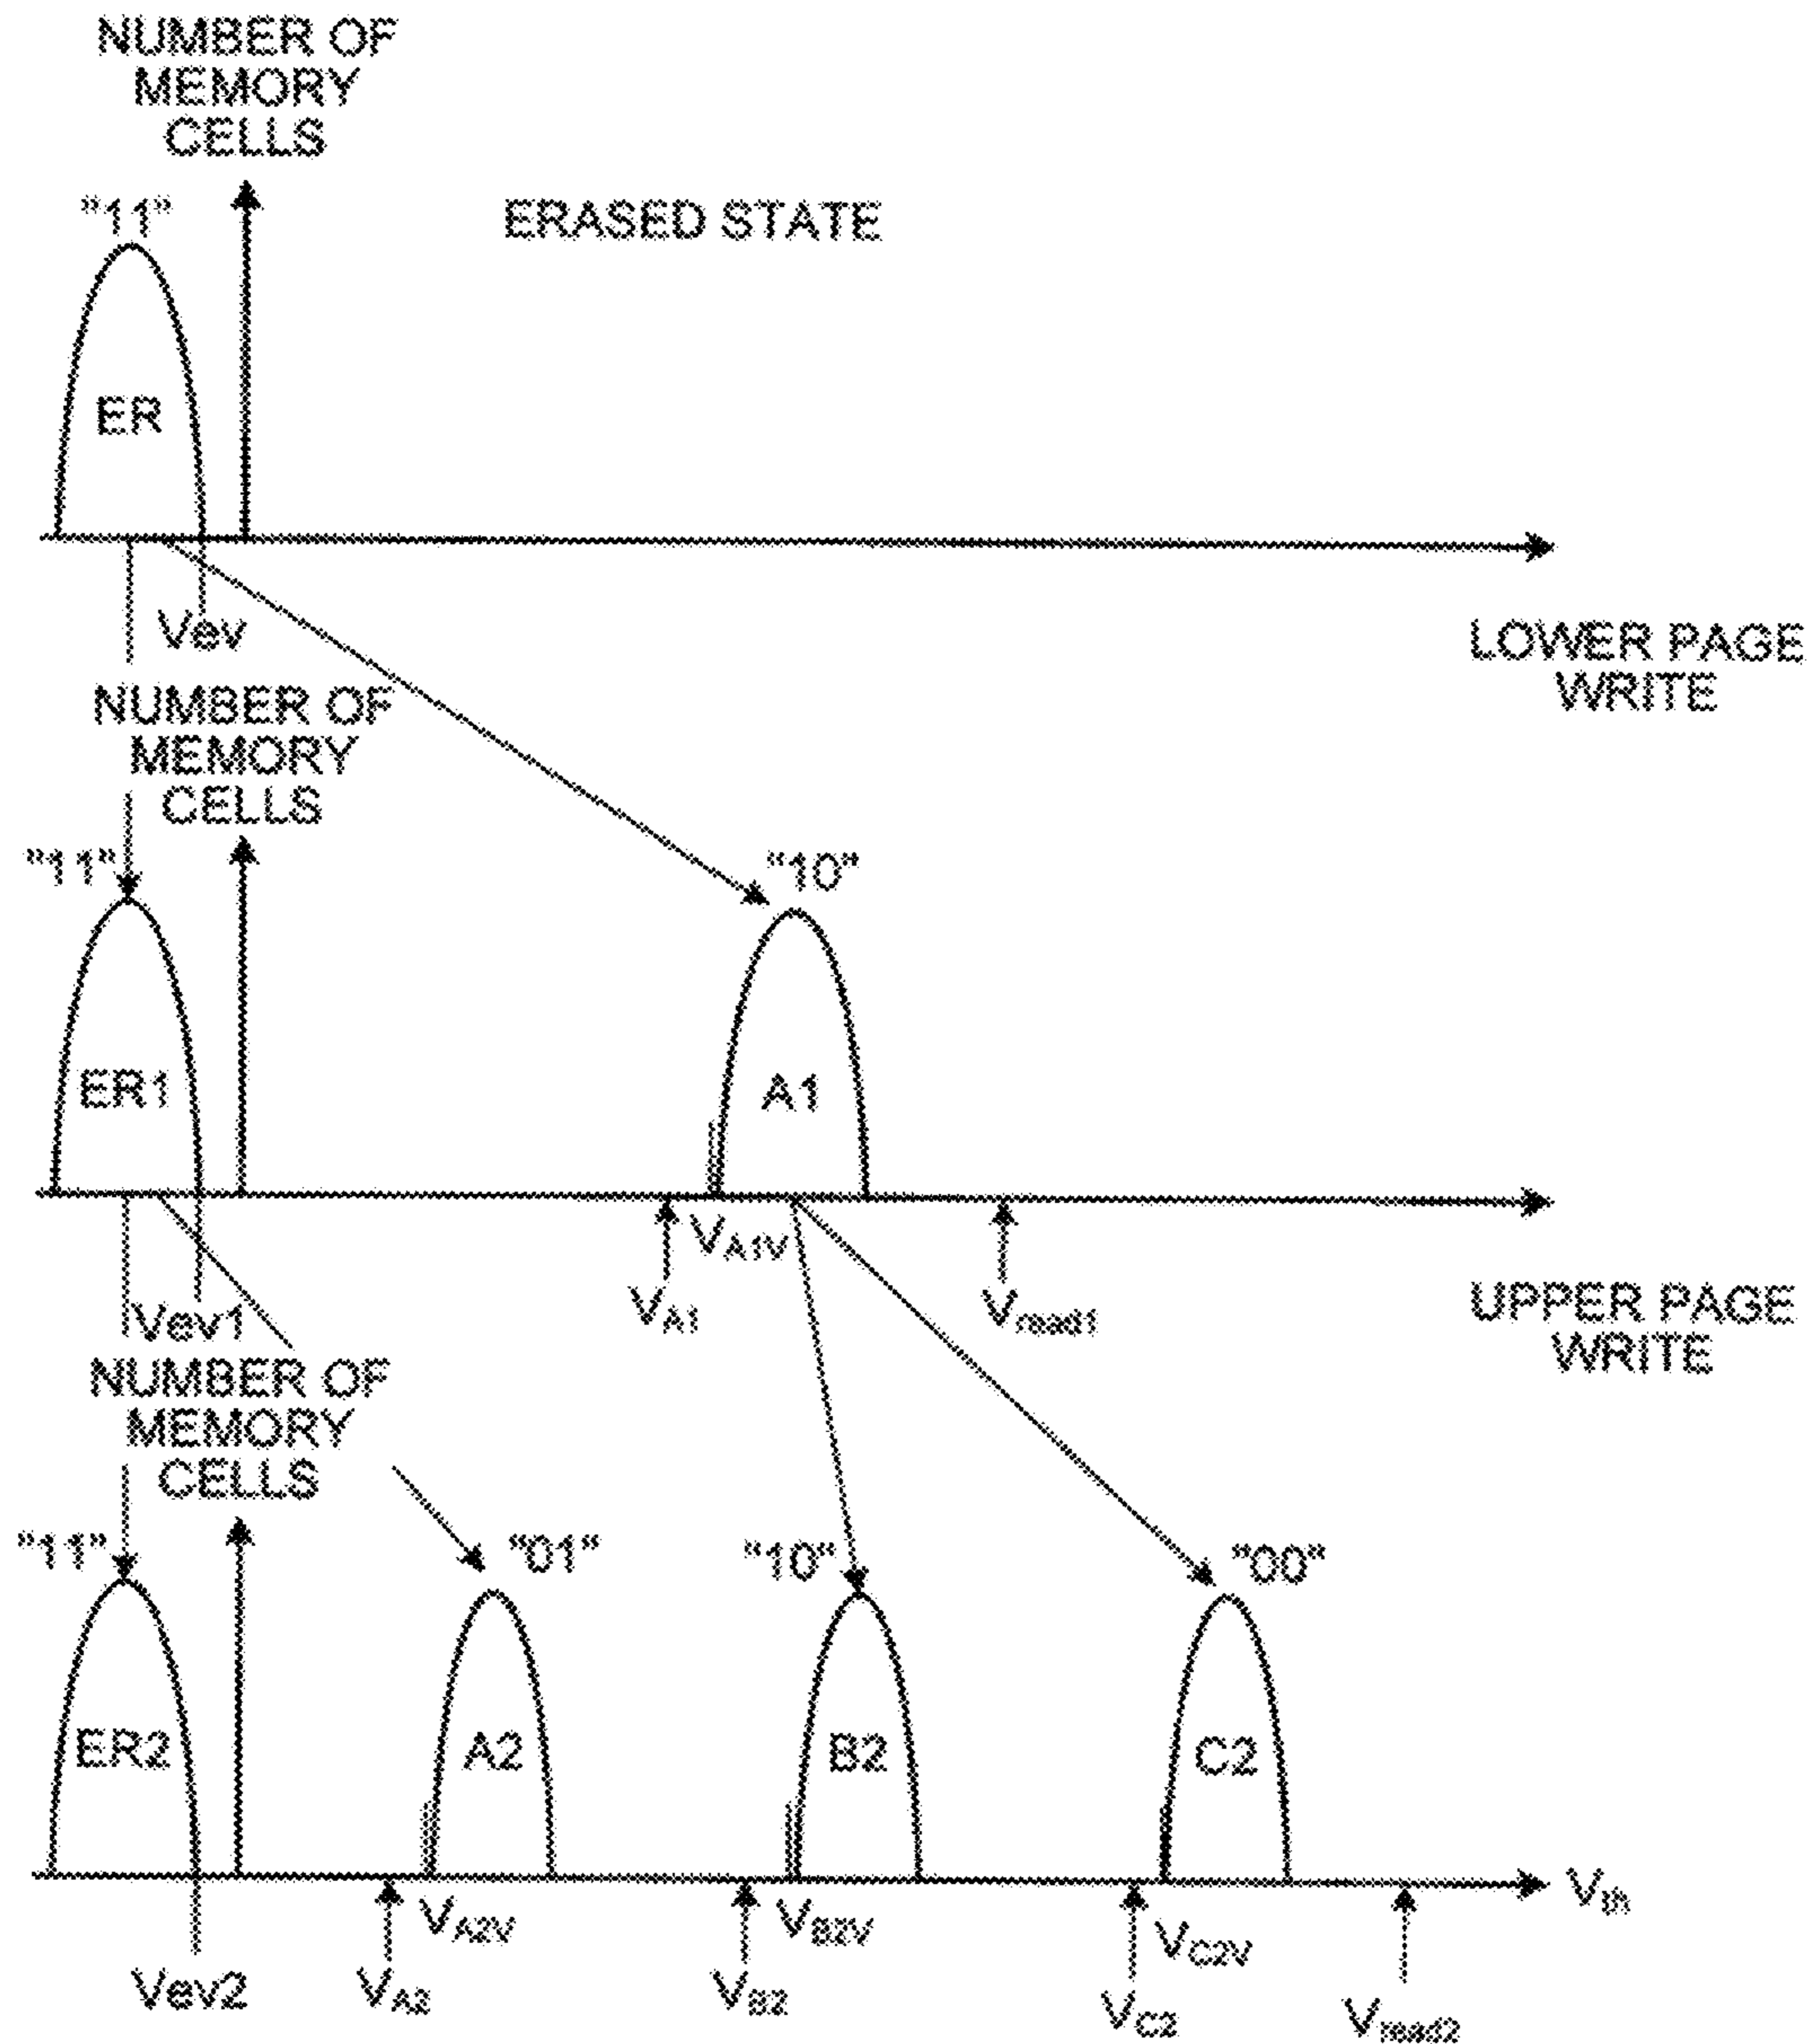 NUMBER OF
MEMORY
CELLS
"11"
ERASED STATE
ER
Vev
LOWER PAGE
WRITE
NUMBER OF
MEMORY
CELLS
"11"
"10"
ER1
A1
VA1V
VA1
Vread1
Vev1
UPPER PAGE
WRITE
NUMBER OF
MEMORY
CELLS
"11"
"01"
"10"
"00"
ER2
A2
B2
C2
Vth
VA2V
VB2V
VC2V
Vev2
VA2
VB2
VC2
Vread2